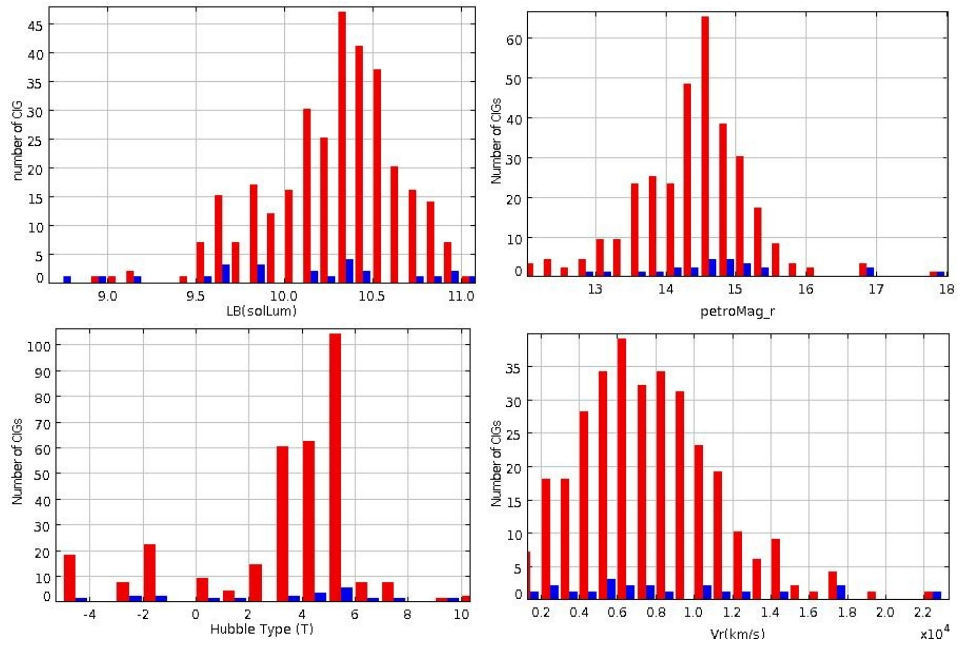 number of CIG
45
40
35
30
25
20
15
10
5
0
9.0 9.5 10.0 10.5 11.0
LB(solLum)
Number of CIGs
60
50
40
30
20
10
0
13 14 15 16 17 18
petroMag_r
Number of CIGs
100
90
80
70
60
50
40
30
20
10
0
-4 -2 0 2 4 6 8 10
Hubble Type (T)
Number of CIGs
35
30
25
20
15
10
5
0
0.2 0.4 0.6 0.8 1.0 1.2 1.4 1.6 1.8 2.0 2.2
Vr(km/s)
x10⁴